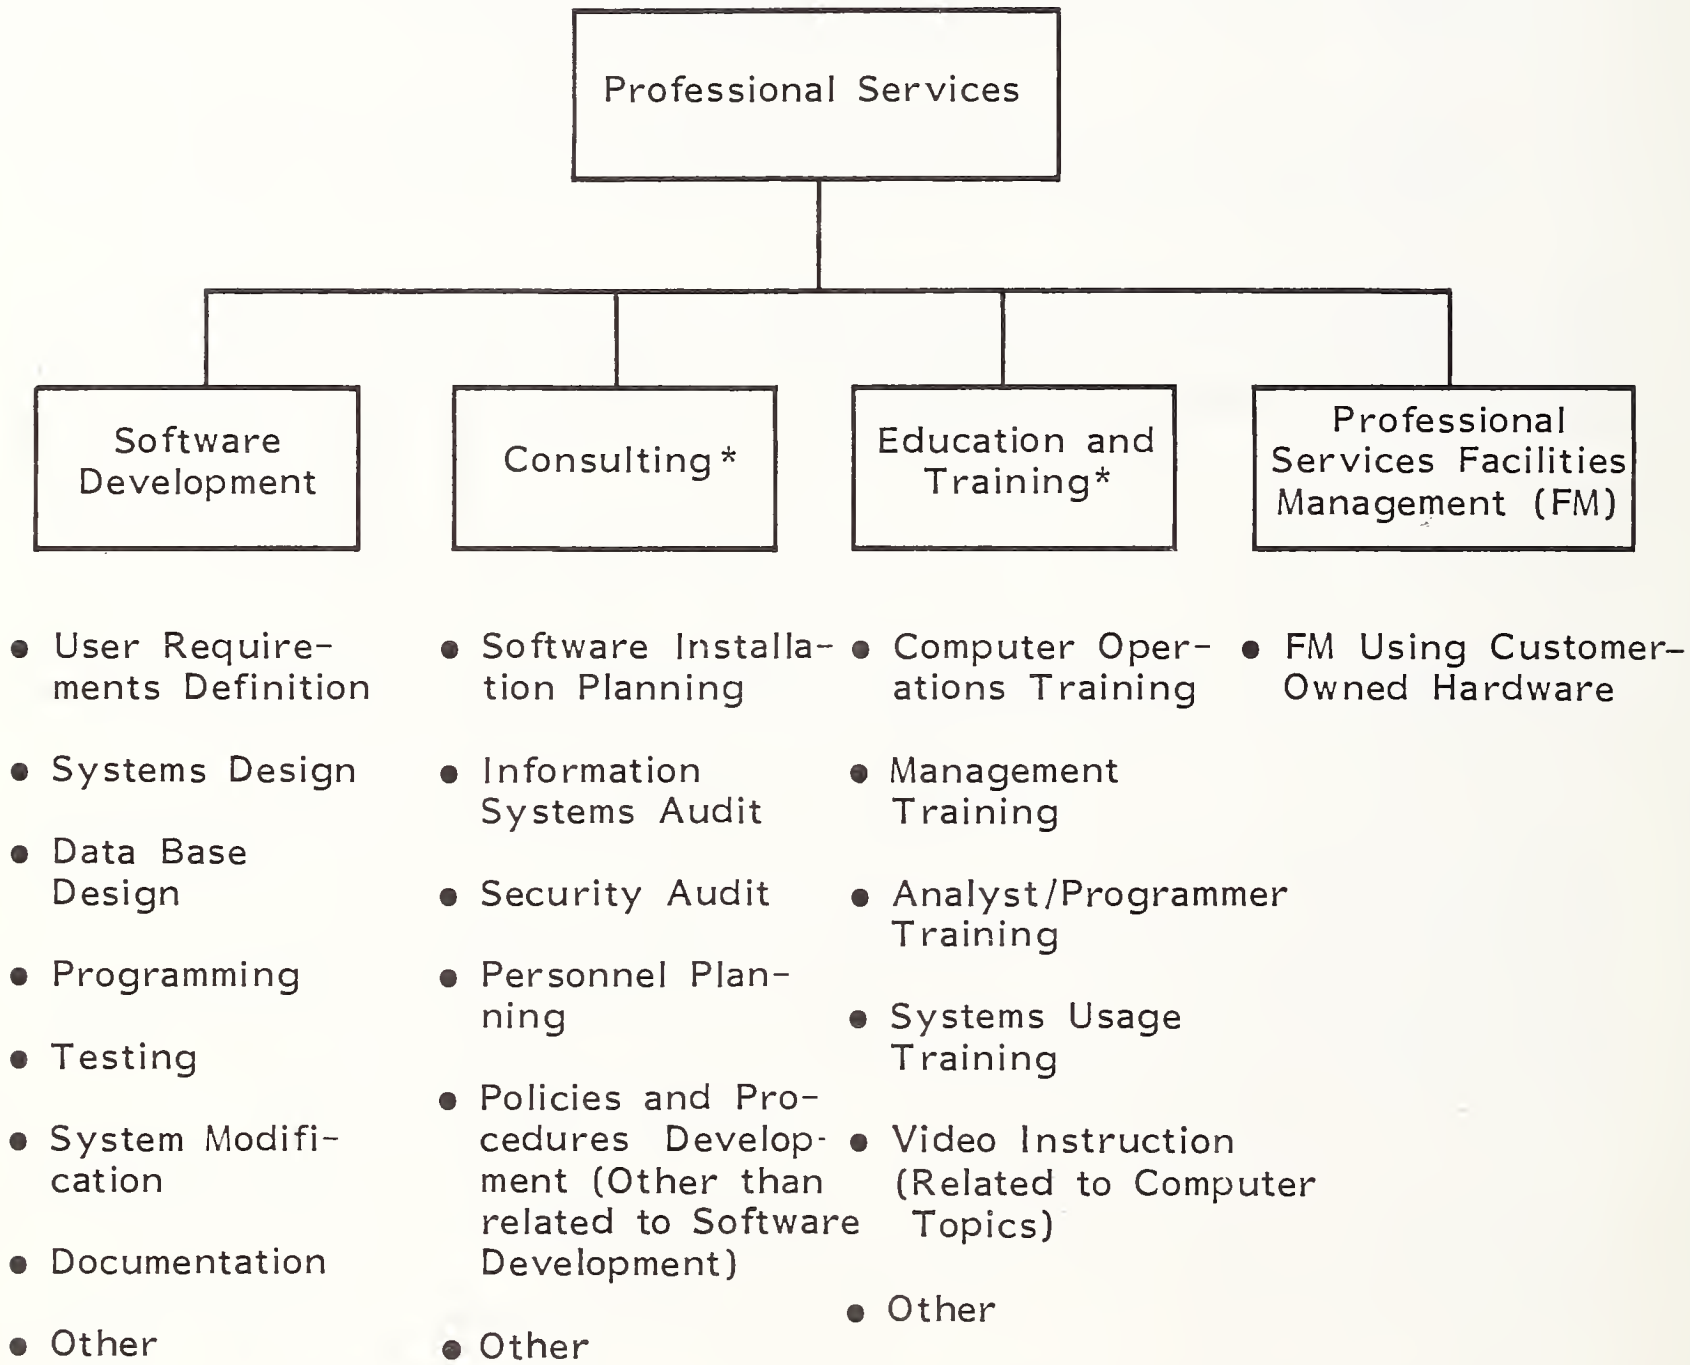 Professional Services
Software
Development
Consulting*
Education and
Training*
Professional
Services Facilities
Management (FM)
• User Require-
ments Definition
• Systems Design
• Data Base
Design
• Programming
• Testing
• System Modifi-
cation
• Documentation
• Other
• Software Installa-
tion Planning
• Information
Systems Audit
• Security Audit
• Personnel Plan-
ning
• Policies and Pro-
cedures Develop-
ment (Other than
related to Software
Development)
• Other
• Computer Oper-
ations Training
• Management
Training
• Analyst/Programmer
Training
• Systems Usage
Training
• Video Instruction
(Related to Computer
Topics)
• Other
• FM Using Customer-
Owned Hardware